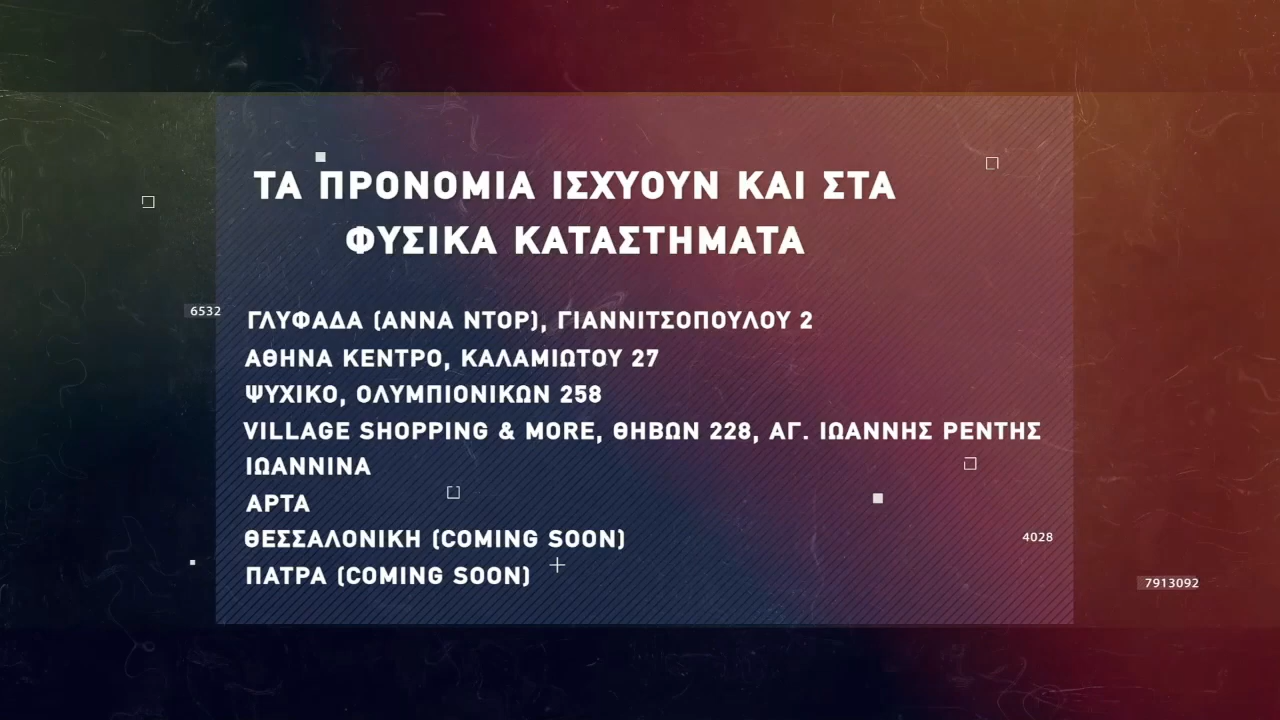 ΤΑ ΠΡΟΝΟΜΙΑ ΙΣΧΥΟΥΝ ΚΑΙ ΣΤΑ
ΦΥΣΙΚΑ ΚΑΤΑΣΤΗΜΑΤΑ
6532
ΓΛΥΦΑΔΑ (ΑΝΝΑ ΝΤΟΡ), ΓΙΑΝΝΙΤΣΟΠΟΥΛΟΥ 2
ΑΘΗΝΑ ΚΕΝΤΡΟ, ΚΑΛΑΜΙΩΤΟΥ 27
ΨΥΧΙΚΟ, ΟΛΥΜΠΙΟΝΙΚΩΝ 258
VILLAGE SHOPPING & MORE, ΘΗΒΩΝ 228, ΑΓ. ΙΩΑΝΝΗΣ ΡΕΝΤΗΣ
ΙΩΑΝΝΙΝΑ
ΑΡΤΑ
ΘΕΣΣΑΛΟΝΙΚΗ (COMING SOON)
4028
ΠΑΤΡΑ (COMING SOON)
7913092